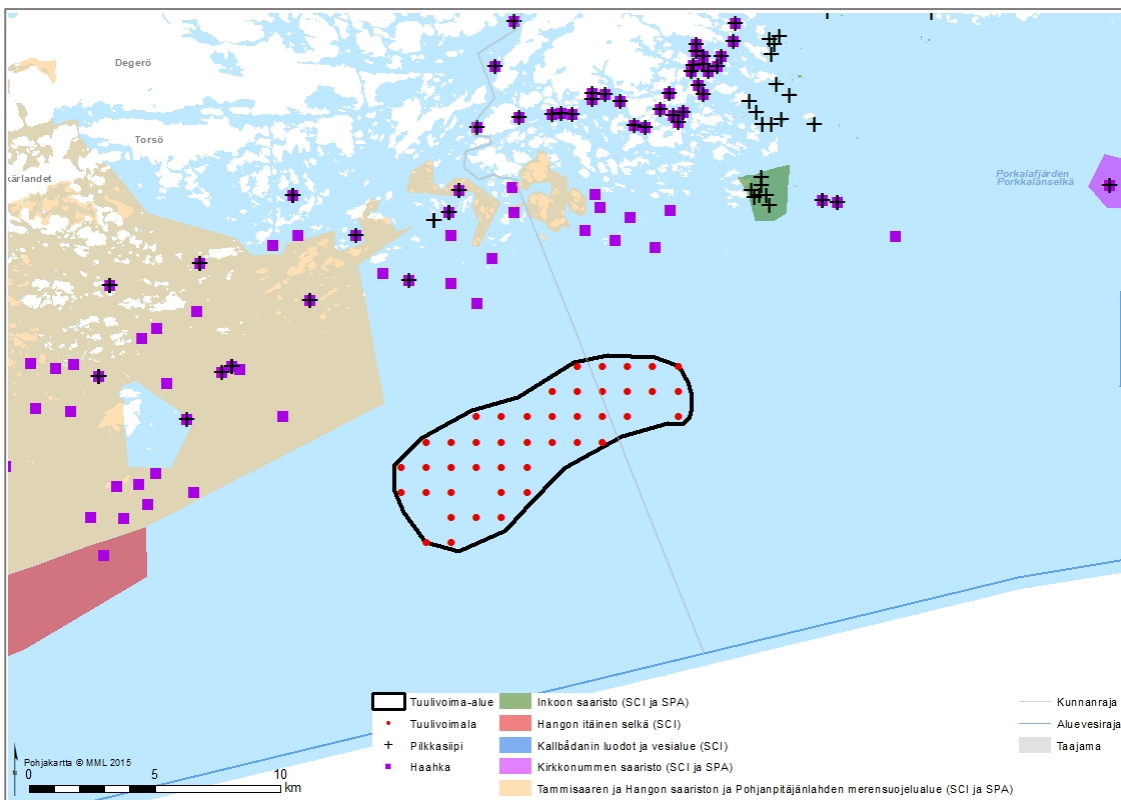 Degerö
Torsö
kärlandet
Porkalafjärden
Porkkalanselkä
Tuulivoima-alue
Tuulivoimala
Pilkkasiipi
Haahka
Inkoon saaristo (SCI ja SPA)
Hangon itäinen selkä (SCI)
Kallbådanin luodot ja vesialue (SCI)
Kirkkonummen saaristo (SCI ja SPA)
Tammisaaren ja Hangon saariston ja Pohjanpitäjänlahden merensuojelualue (SCI ja SPA)
Kunnanraja
Aluevesiraja
Taajama
Pohjakartta © MML 2015
0 5 10
km